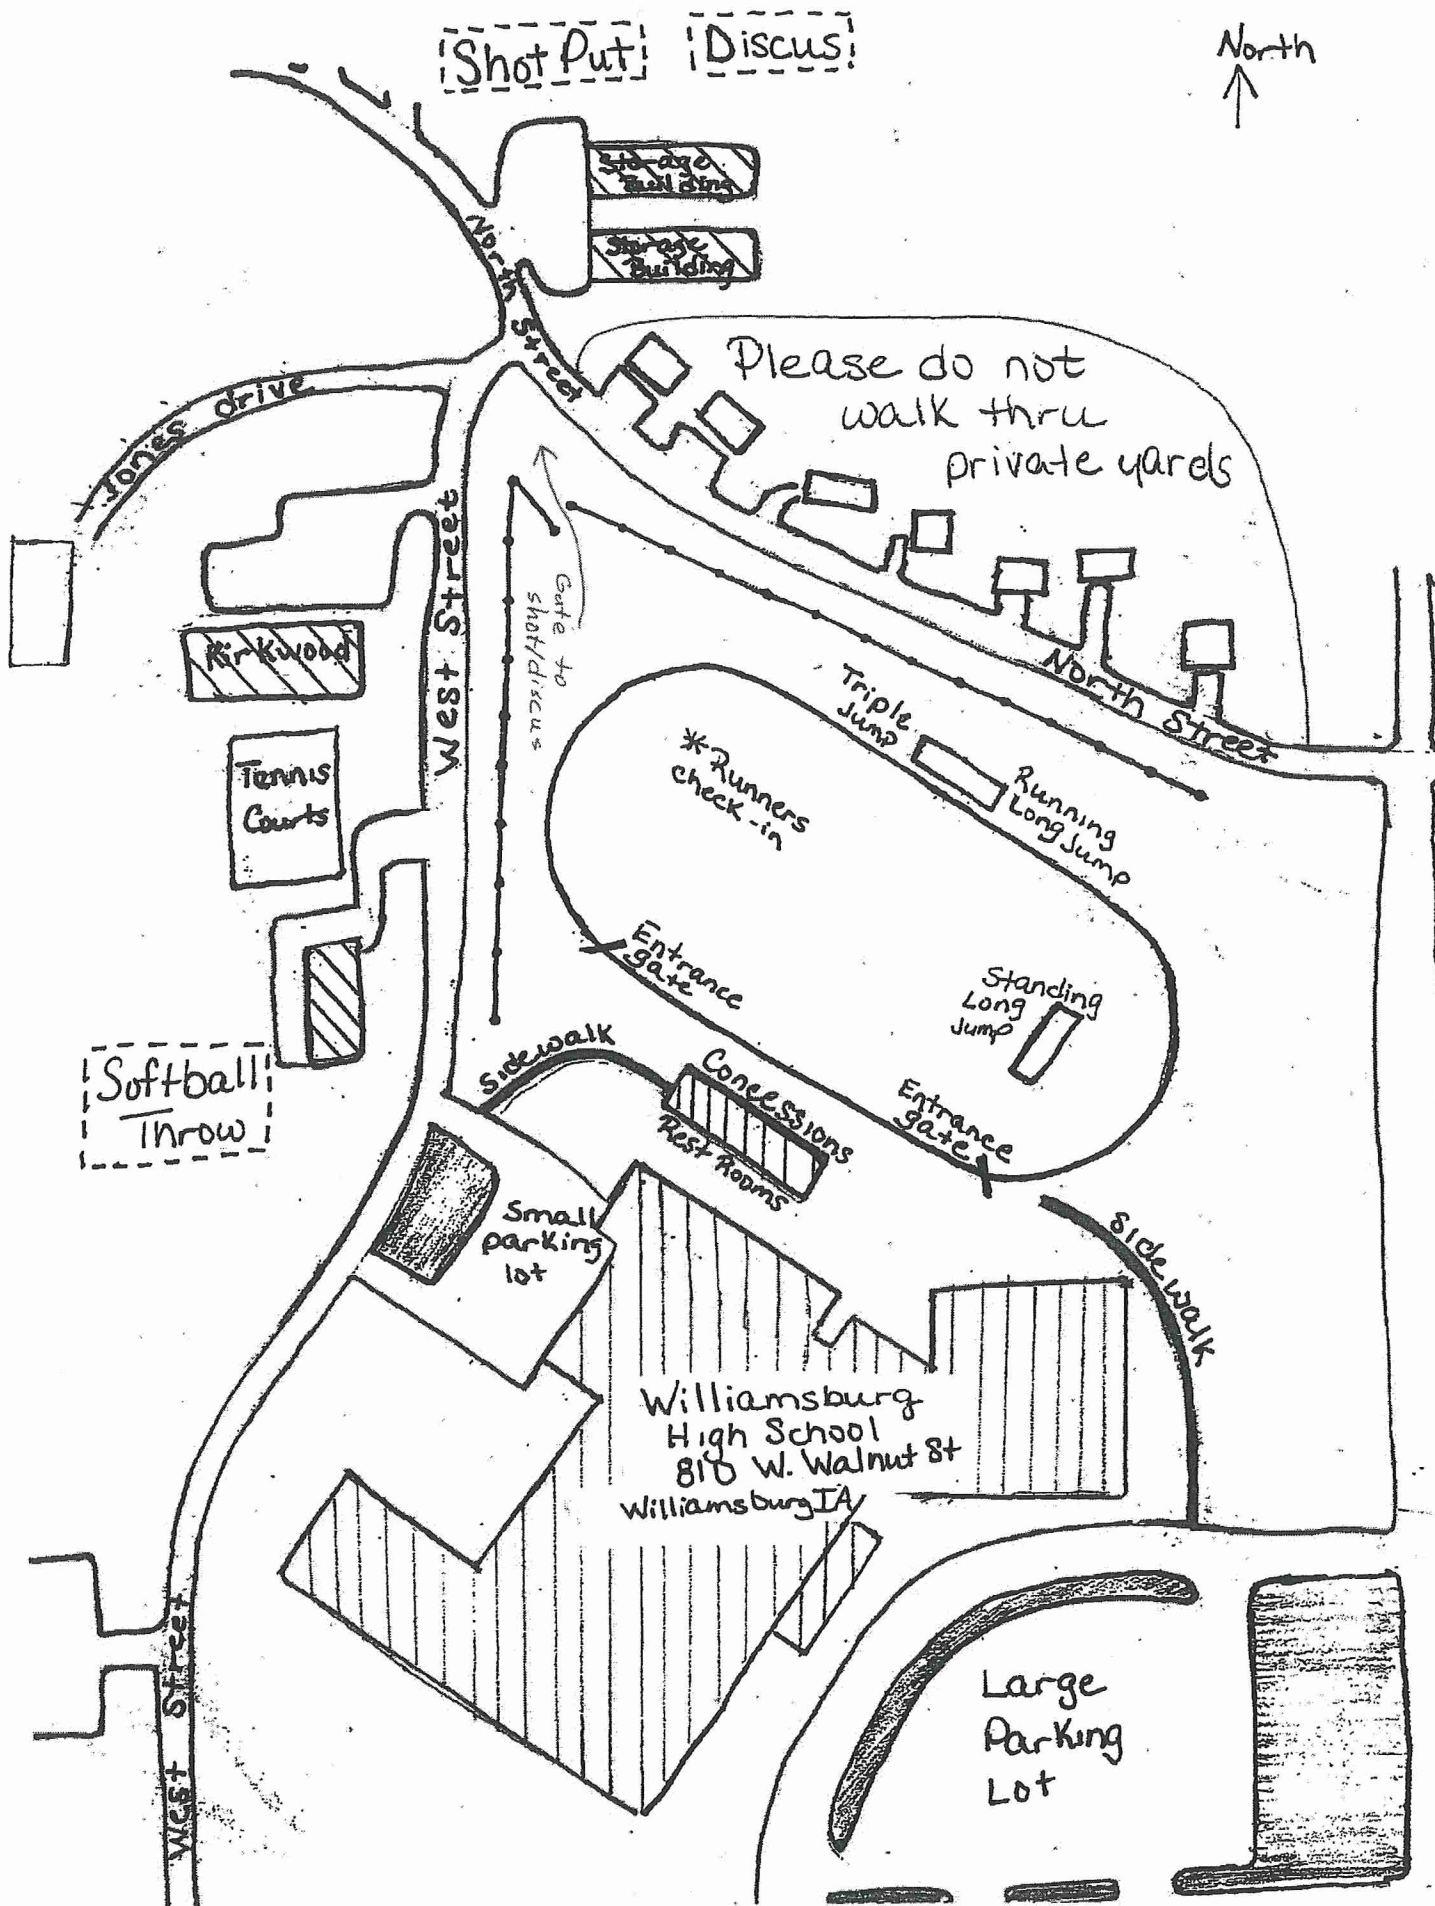 Shot Put
Discus
North
Storage
Building
Storage
Building
North Street
Please do not
walk thru
private yards
Jones drive
West Street
Gate to
shot/discus
Kirkwood
Triple
Jump
North Street
*Runners
check-in
Running
Long Jump
Tennis
Courts
Entrance
gate
Standing
Long
Jump
Sidewalk
Concessions
Rest Rooms
Entrance
gate
Softball
Throw
Small
parking
lot
Sidewalk
Williamsburg
High School
810 W. Walnut St
Williamsburg IA
West Street
Large
Parking
Lot
West